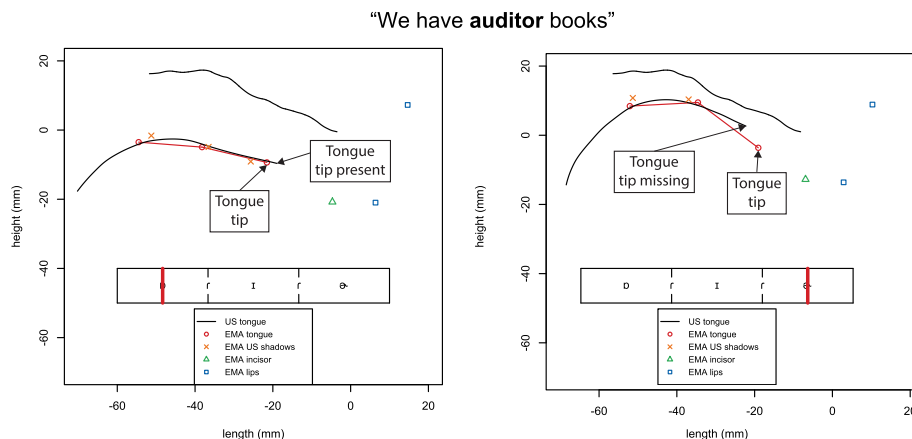 “We have auditor books”
20
0
-20
-40
-60
height (mm)
Tongue
tip present
Tongue
tip
ɒ ɾ ɪ ɾ ɚ
US tongue
EMA tongue
EMA US shadows
EMA incisor
EMA lips
-60 -40 -20 0 20
length (mm)
20
0
-20
-40
-60
height (mm)
Tongue
tip missing
Tongue
tip
ɒ ɾ ɪ ɾ ɚ
US tongue
EMA tongue
EMA US shadows
EMA incisor
EMA lips
-60 -40 -20 0 20
length (mm)